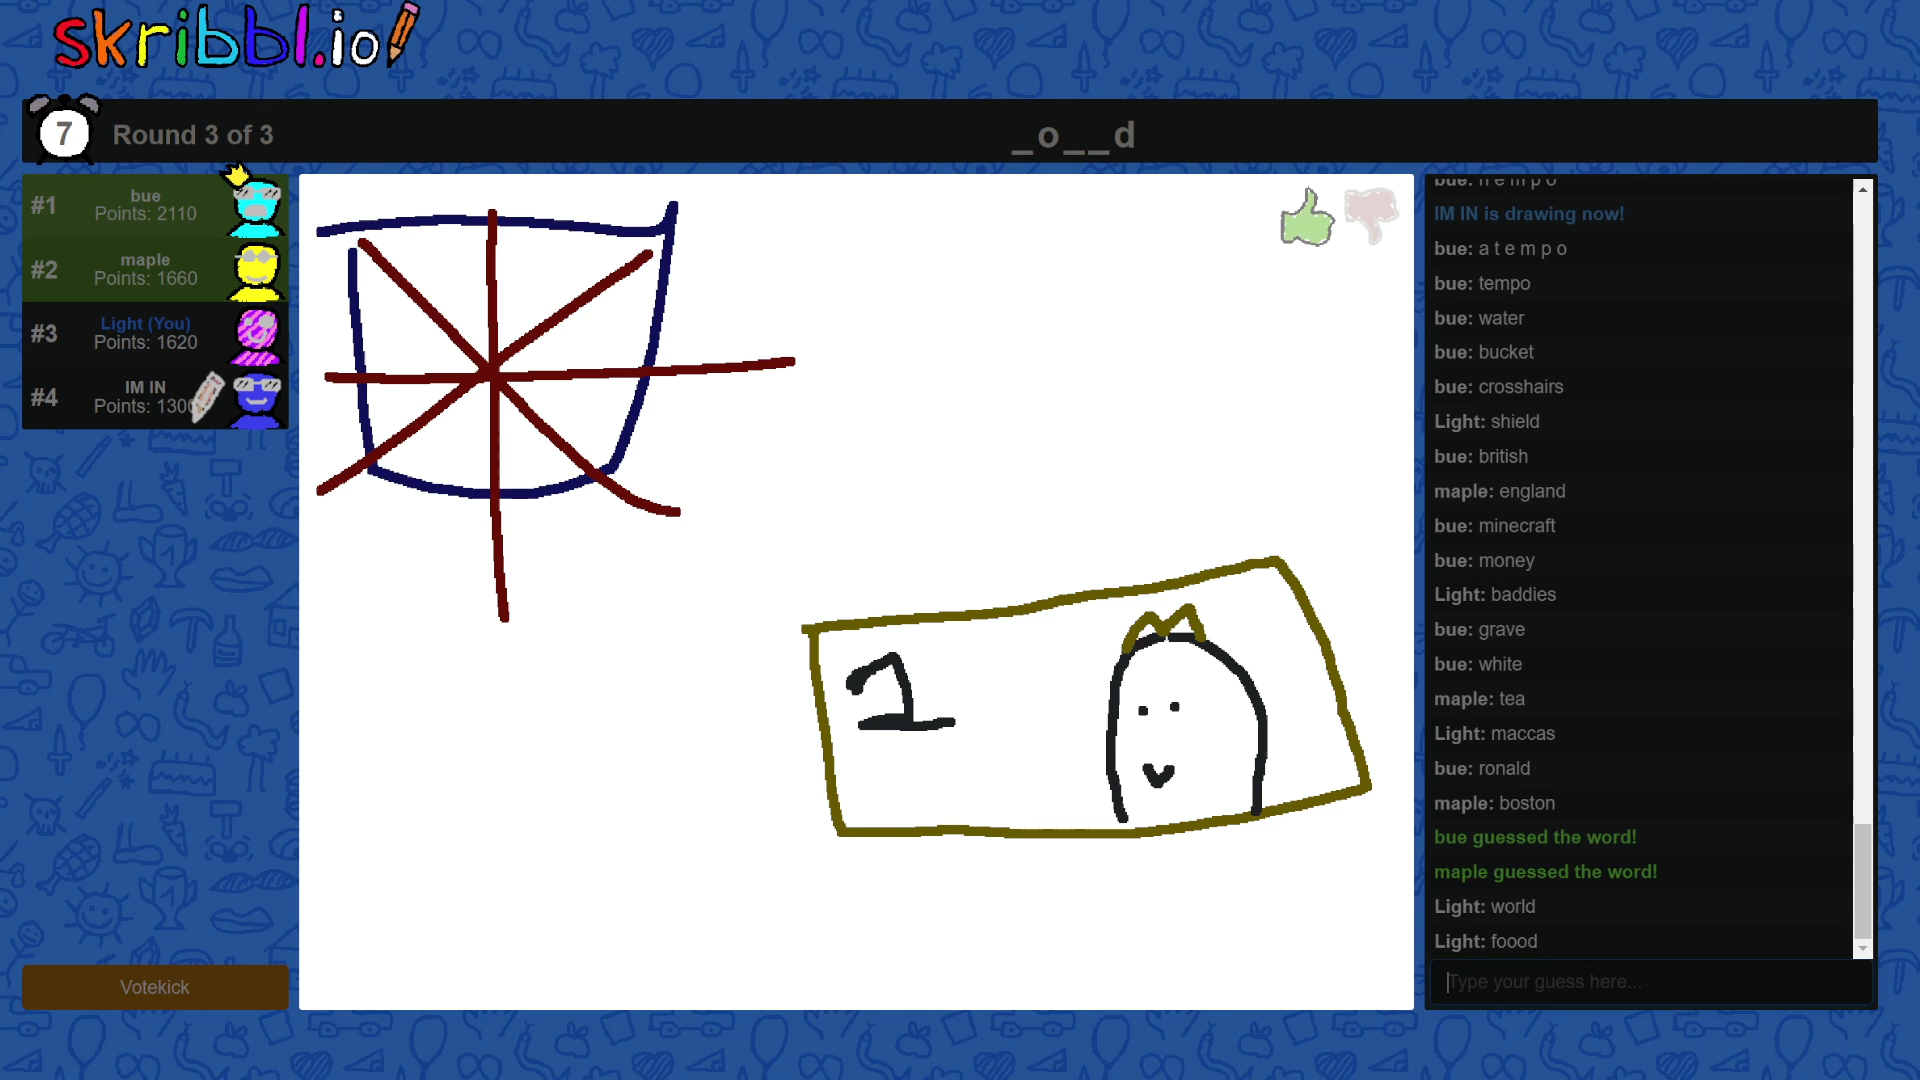 skribbl.io
7
Round 3 of 3
_o__d
#1
bue
Points: 2110
#2
maple
Points: 1660
#3
Light (You)
Points: 1620
#4
IM IN
Points: 1300
Votekick
1
bue: n e m p o
IM IN is drawing now!
bue: a t e m p o
bue: tempo
bue: water
bue: bucket
bue: crosshairs
Light: shield
bue: british
maple: england
bue: minecraft
bue: money
Light: baddies
bue: grave
bue: white
maple: tea
Light: maccas
bue: ronald
maple: boston
bue guessed the word!
maple guessed the word!
Light: world
Light: foood
Type your guess here...